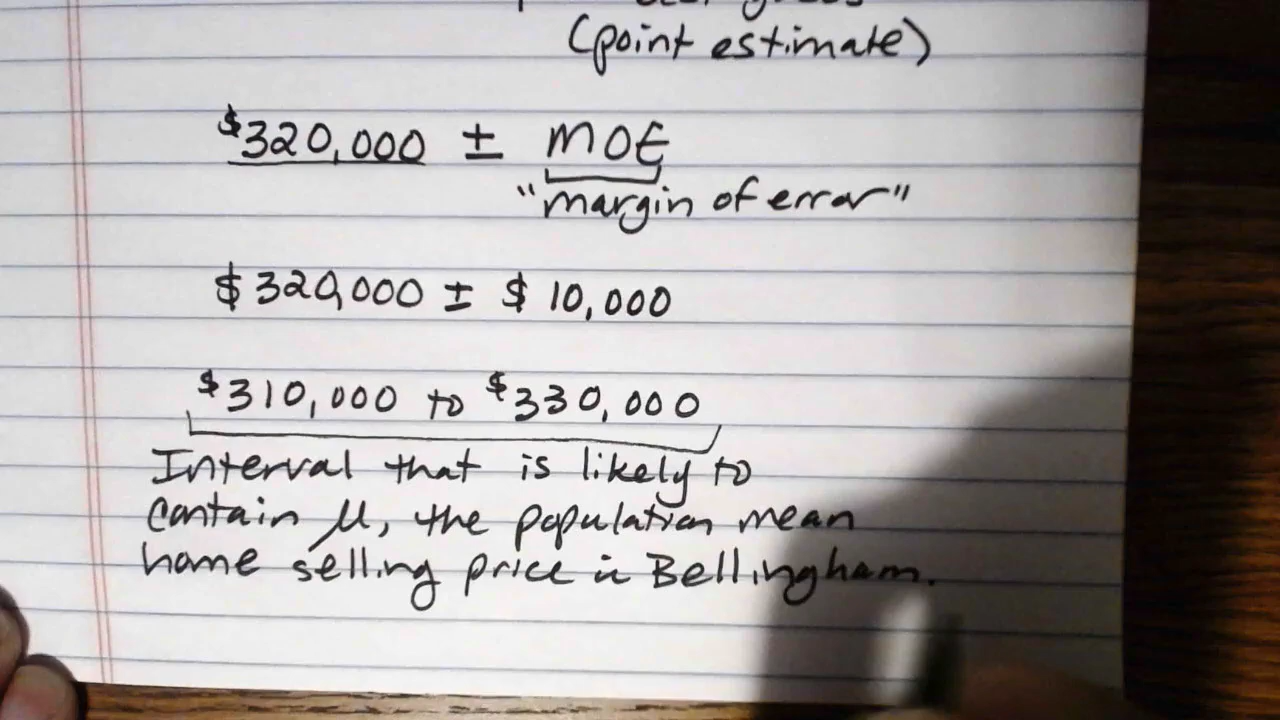 (point estimate)
$320,000 ± MOE
"margin of error"
$320,000 ± $10,000
$310,000 to $330,000
Interval that is likely to
contain μ, the population mean
home selling price in Bellingham.